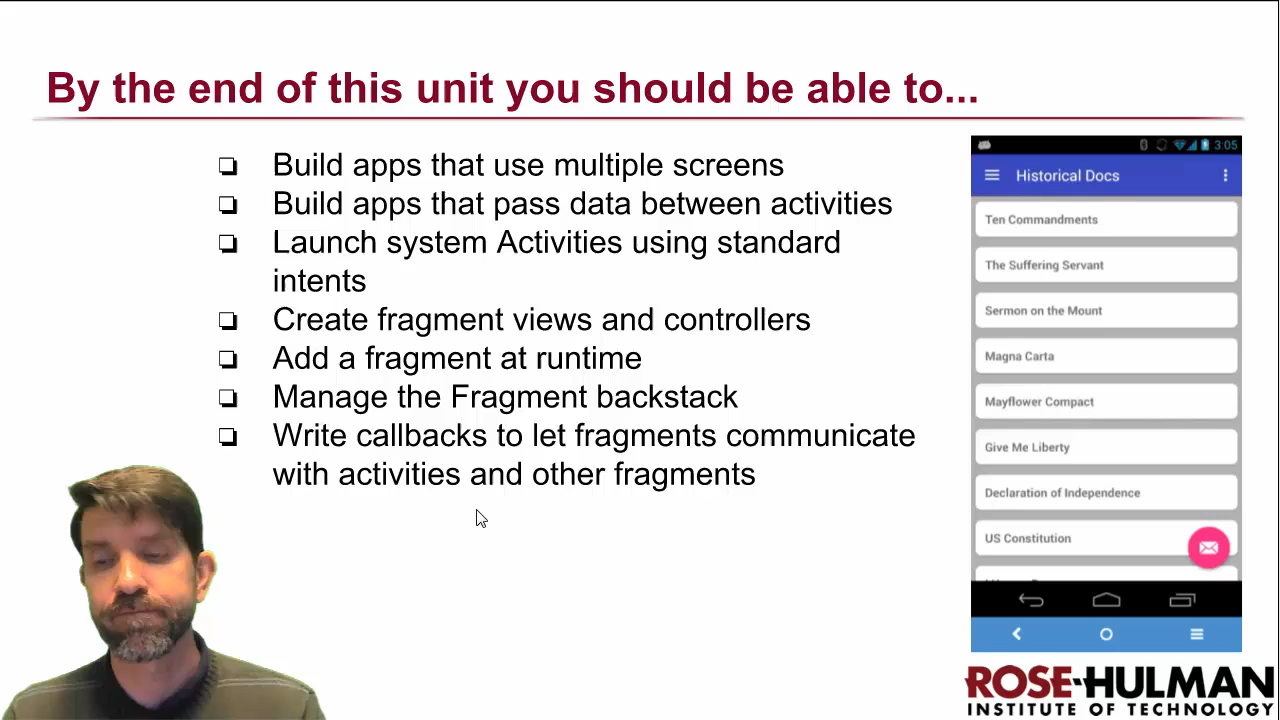 By the end of this unit you should be able to...
Build apps that use multiple screens
Build apps that pass data between activities
Launch system Activities using standard
intents
Create fragment views and controllers
Add a fragment at runtime
Manage the Fragment backstack
Write callbacks to let fragments communicate
with activities and other fragments
3:05
Historical Docs
Ten Commandments
The Suffering Servant
Sermon on the Mount
Magna Carta
Mayflower Compact
Give Me Liberty
Declaration of Independence
US Constitution
ROSE-HULMAN
INSTITUTE OF TECHNOLOGY